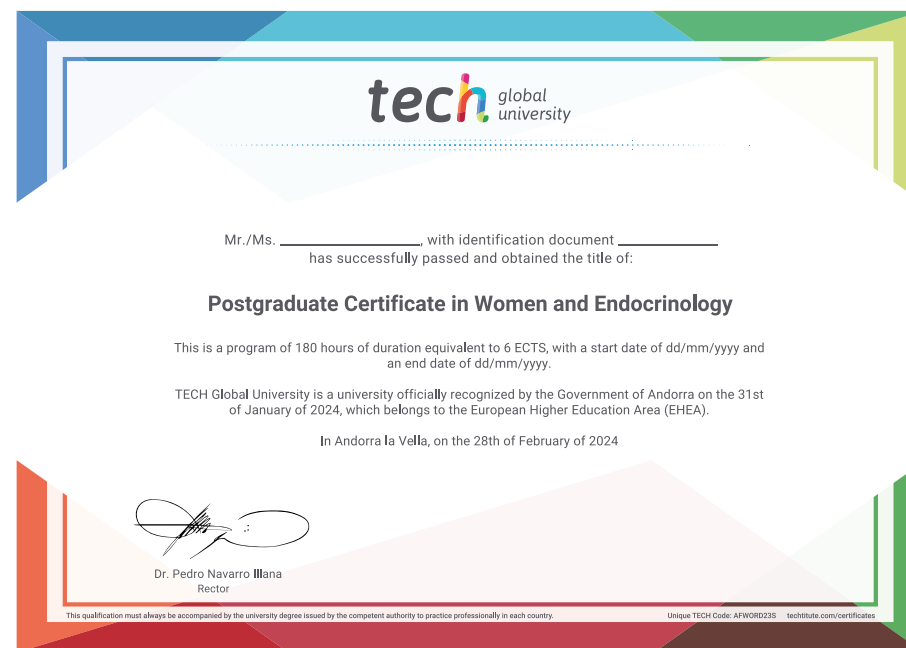 tech global
university
Mr./Ms. ____________, with identification document ____________
has successfully passed and obtained the title of:
Postgraduate Certificate in Women and Endocrinology
This is a program of 180 hours of duration equivalent to 6 ECTS, with a start date of dd/mm/yyyy and
an end date of dd/mm/yyyy.
TECH Global University is a university officially recognized by the Government of Andorra on the 31st
of January of 2024, which belongs to the European Higher Education Area (EHEA).
In Andorra la Vella, on the 28th of February of 2024
Dr. Pedro Navarro Illana
Rector
This qualification must always be accompanied by the university degree issued by the competent authority to practice professionally in each country. Unique TECH Code: AFWORD23S techtitute.com/certificates